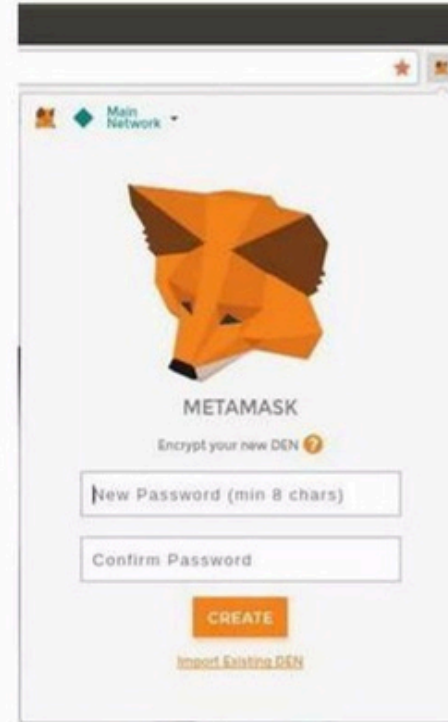 Main
Network
METAMASK
Encrypt your new DEN ?
New Password (min 8 chars)
Confirm Password
CREATE
Import Existing DEN